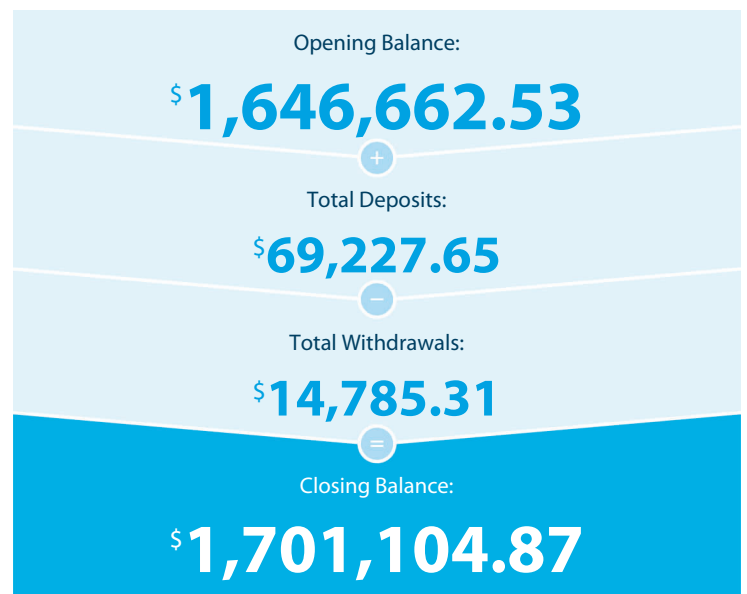 Opening Balance:
$1,646,662.53
+
Total Deposits:
$69,227.65
−
Total Withdrawals:
$14,785.31
=
Closing Balance:
$1,701,104.87